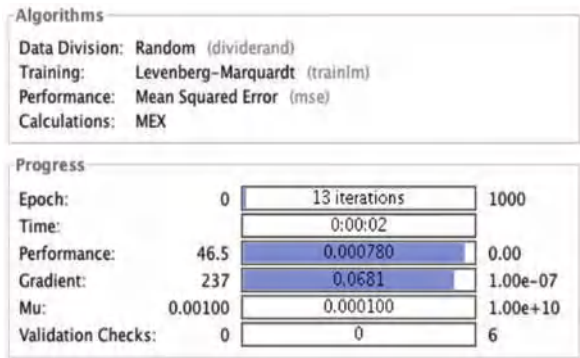 Algorithms
Data Division: Random (dividerand)
Training: Levenberg-Marquardt (trainlm)
Performance: Mean Squared Error (mse)
Calculations: MEX
Progress
Epoch: 0 13 iterations 1000
Time: 0:00:02
Performance: 46.5 0.000780 0.00
Gradient: 237 0.0681 1.00e-07
Mu: 0.00100 0.000100 1.00e+10
Validation Checks: 0 0 6